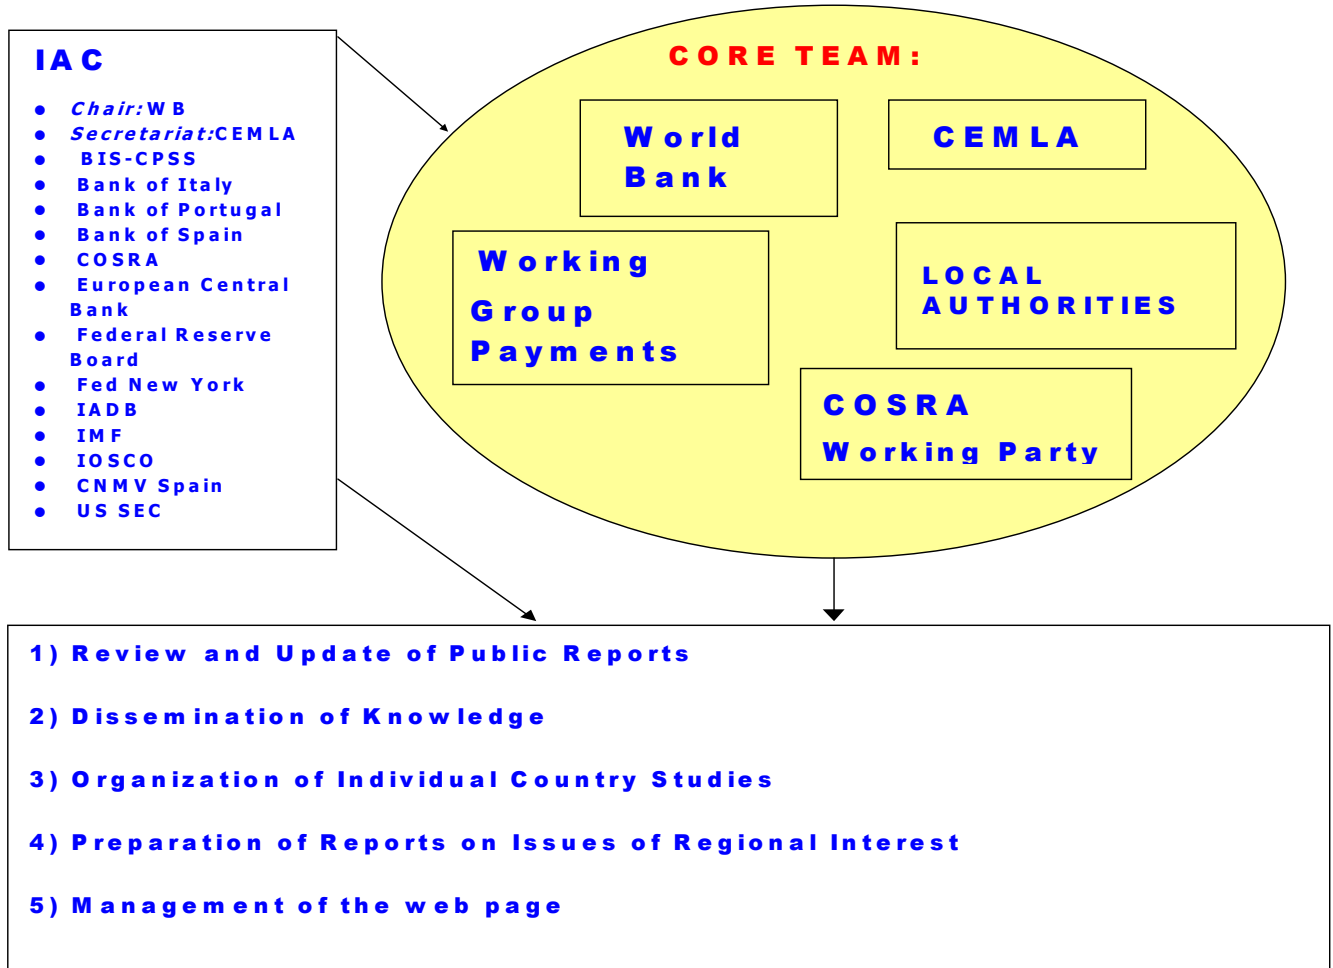 IAC
● Chair: WB
● Secretariat: CEMLA
● BIS-CPSS
● Bank of Italy
● Bank of Portugal
● Bank of Spain
● COSRA
● European Central
Bank
● Federal Reserve
Board
● Fed New York
● IADB
● IMF
● IOSCO
● CNMV Spain
● US SEC
CORE TEAM:
World
Bank
CEMLA
Working
Group
Payments
LOCAL
AUTHORITIES
COSRA
Working Party
1) Review and Update of Public Reports
2) Dissemination of Knowledge
3) Organization of Individual Country Studies
4) Preparation of Reports on Issues of Regional Interest
5) Management of the web page